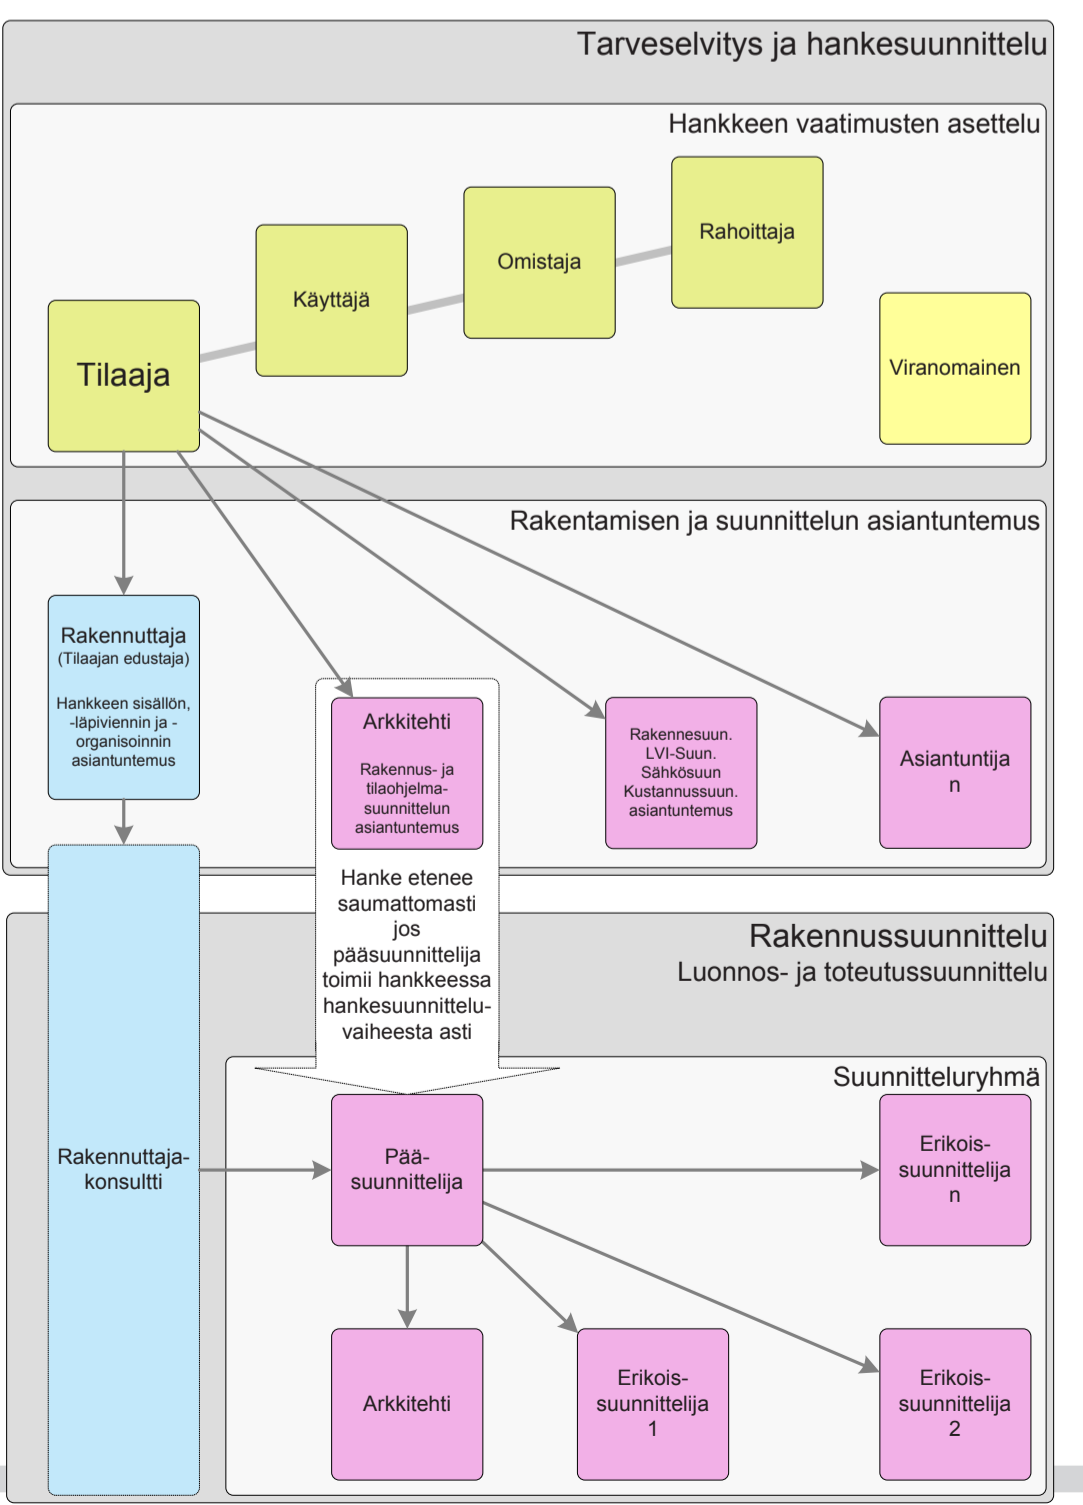 Tarveselvitys ja hankesuunnittelu
Hankkeen vaatimusten asettelu
Rahoittaja
Omistaja
Käyttäjä
Tilaaja
Viranomainen
Rakentamisen ja suunnittelun asiantuntemus
Rakennuttaja
(Tilaajan edustaja)
Hankkeen sisällön,
-läpiviennin ja -
organisoinnin
asiantuntemus
Arkkitehti
Rakennus- ja
tilaohjelma-
suunnittelun
asiantuntemus
Rakennesuun.
LVI-Suun.
Sähkösuun
Kustannussuun.
asiantuntemus
Asiantuntija
n
Hanke etenee
saumattomasti
jos
pääsuunnittelija
toimii hankkeessa
hankesuunnittelu-
vaiheesta asti
Rakennussuunnittelu
Luonnos- ja toteutussuunnittelu
Suunnitteluryhmä
Rakennuttaja-
konsultti
Pää-
suunnittelija
Erikois-
suunnittelija
n
Arkkitehti
Erikois-
suunnittelija
1
Erikois-
suunnittelija
2